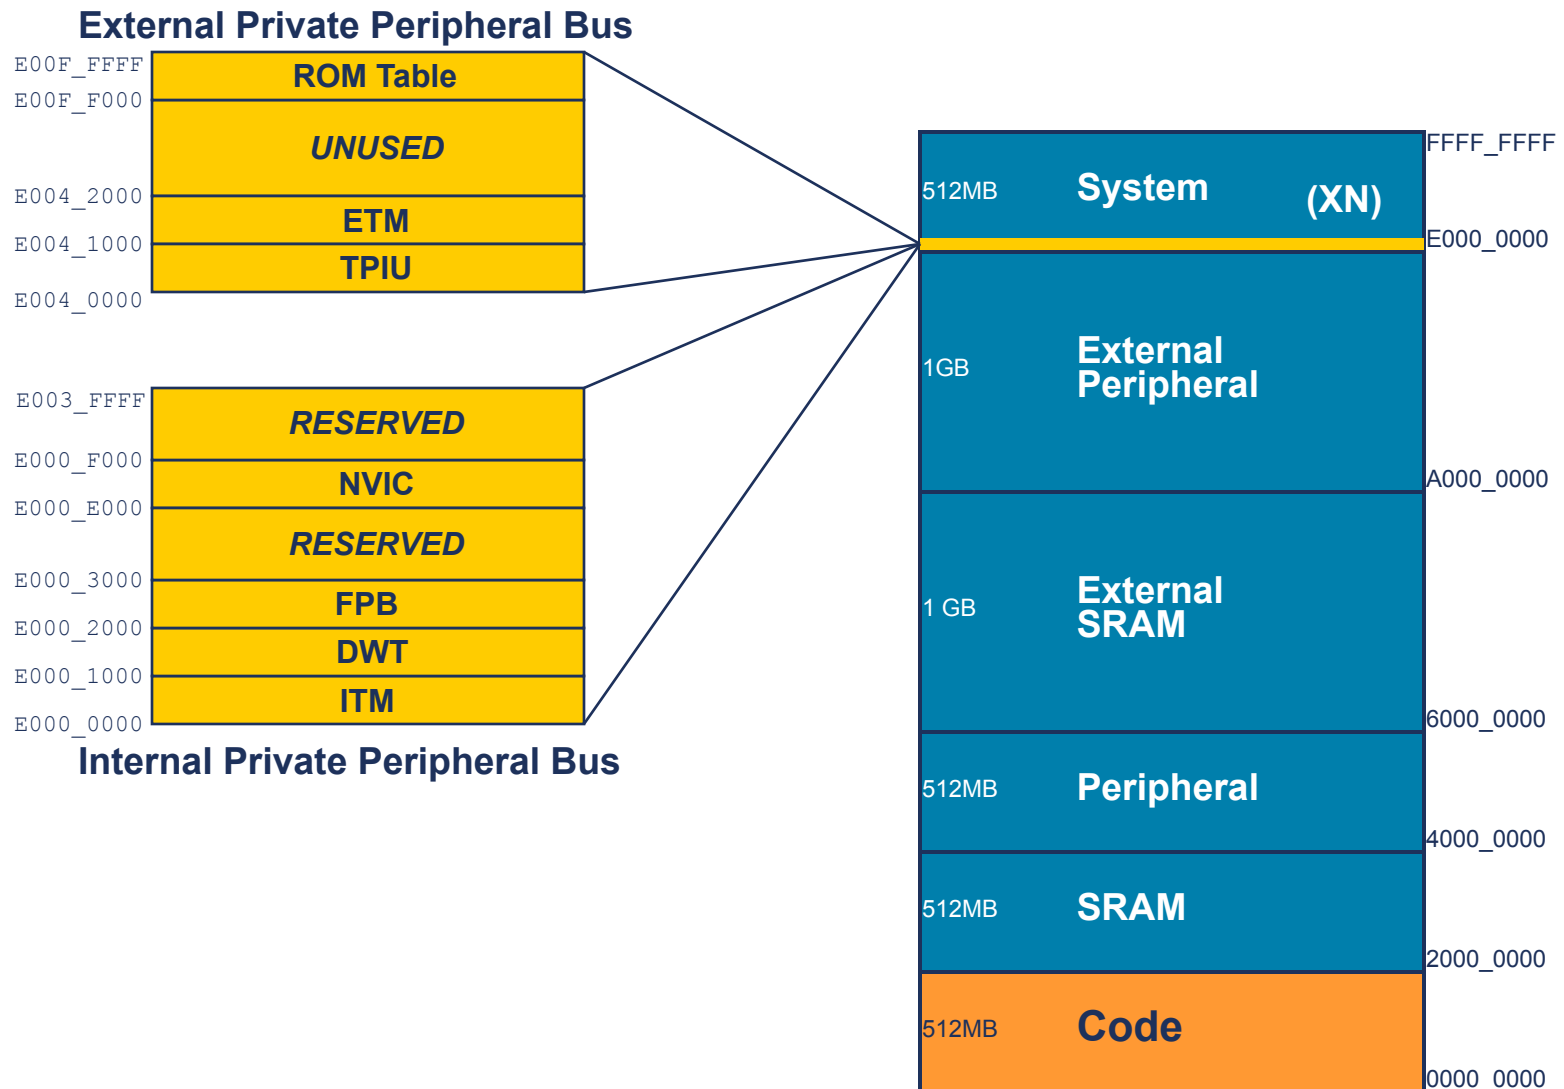 External Private Peripheral Bus
E00F_FFFF
ROM Table
E00F_F000
UNUSED
E004_2000
ETM
E004_1000
TPIU
E004_0000
E003_FFFF
RESERVED
E000_F000
NVIC
E000_E000
RESERVED
E000_3000
FPB
E000_2000
DWT
E000_1000
ITM
E000_0000
Internal Private Peripheral Bus
FFFF_FFFF
512MB System (XN)
E000_0000
1GB
External
Peripheral
A000_0000
1 GB
External
SRAM
6000_0000
512MB Peripheral
4000_0000
512MB SRAM
2000_0000
512MB Code
0000_0000